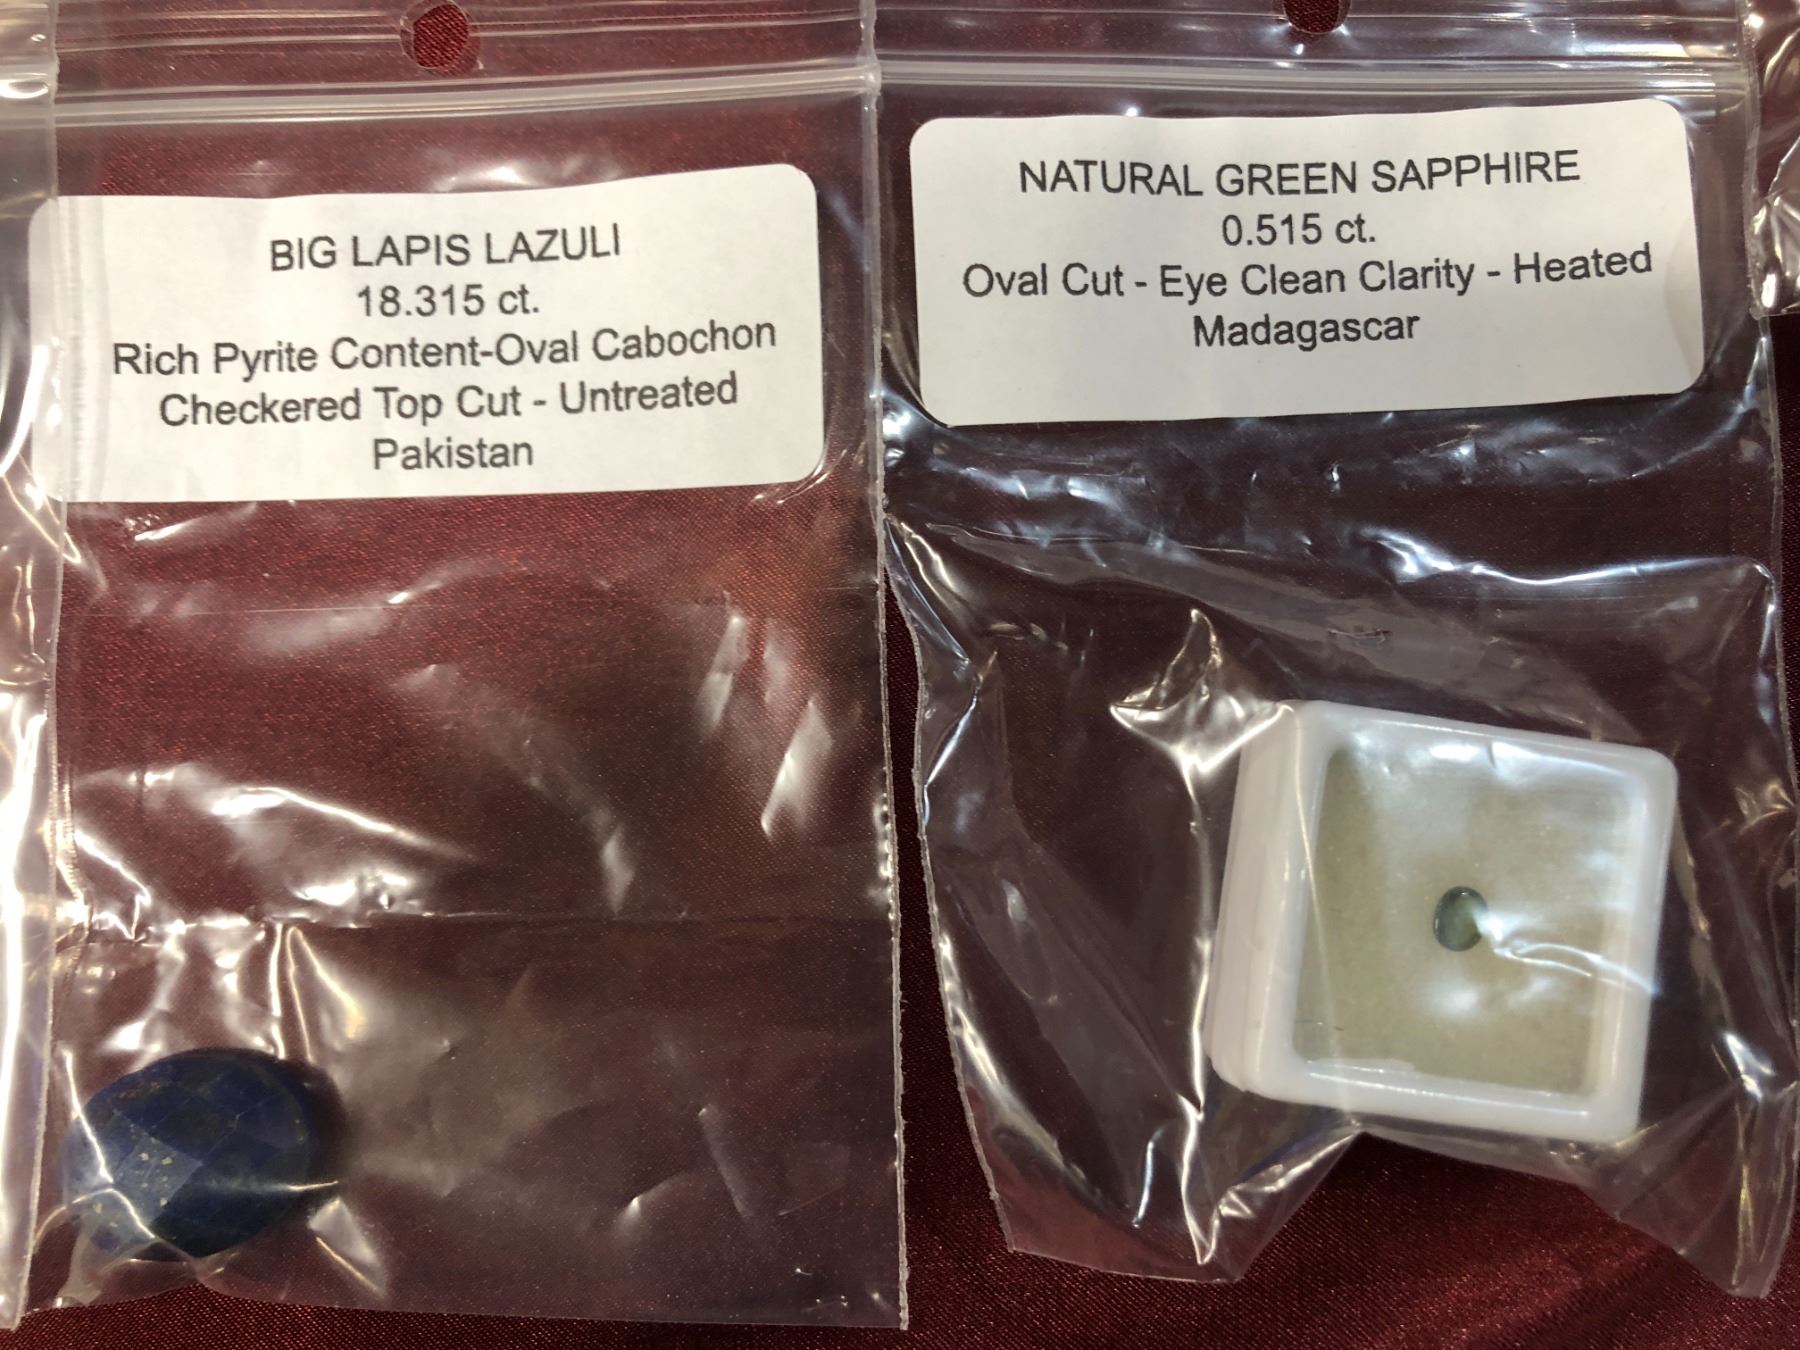 BIG LAPIS LAZULI
18.315 ct.
Rich Pyrite Content-Oval Cabochon
Checkered Top Cut - Untreated
Pakistan
NATURAL GREEN SAPPHIRE
0.515 ct.
Oval Cut - Eye Clean Clarity - Heated
Madagascar